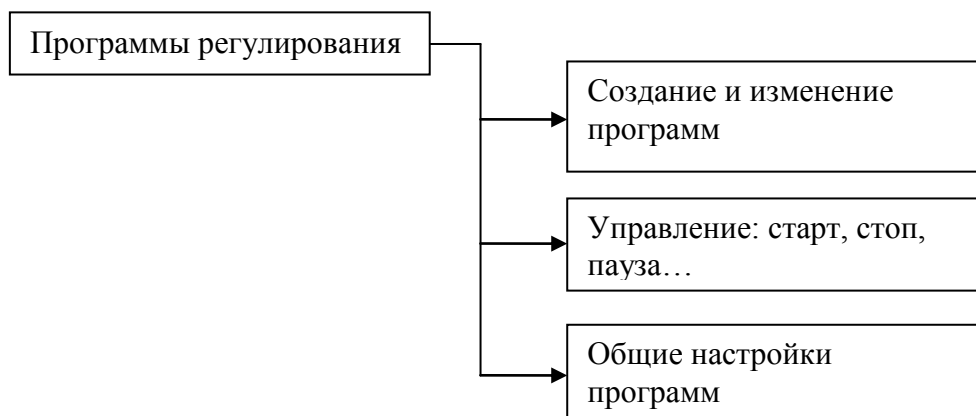 Программы регулирования
Создание и изменение
программ
Управление: старт, стоп,
пауза…
Общие настройки
программ